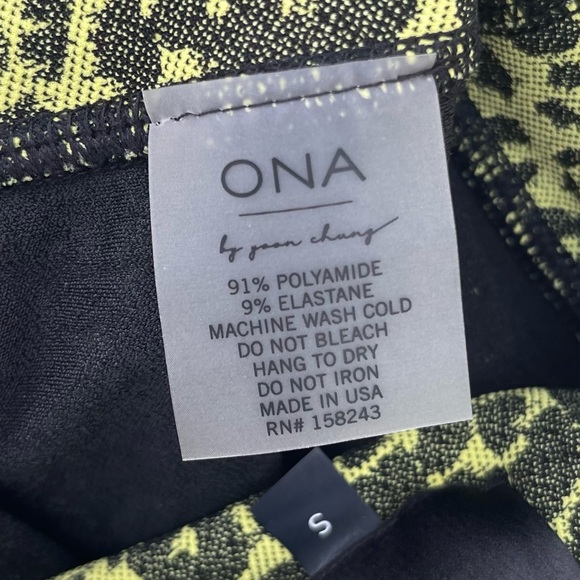 ONA
by yoon chung
91% POLYAMIDE
9% ELASTANE
MACHINE WASH COLD
DO NOT BLEACH
HANG TO DRY
DO NOT IRON
MADE IN USA
RN# 158243
S